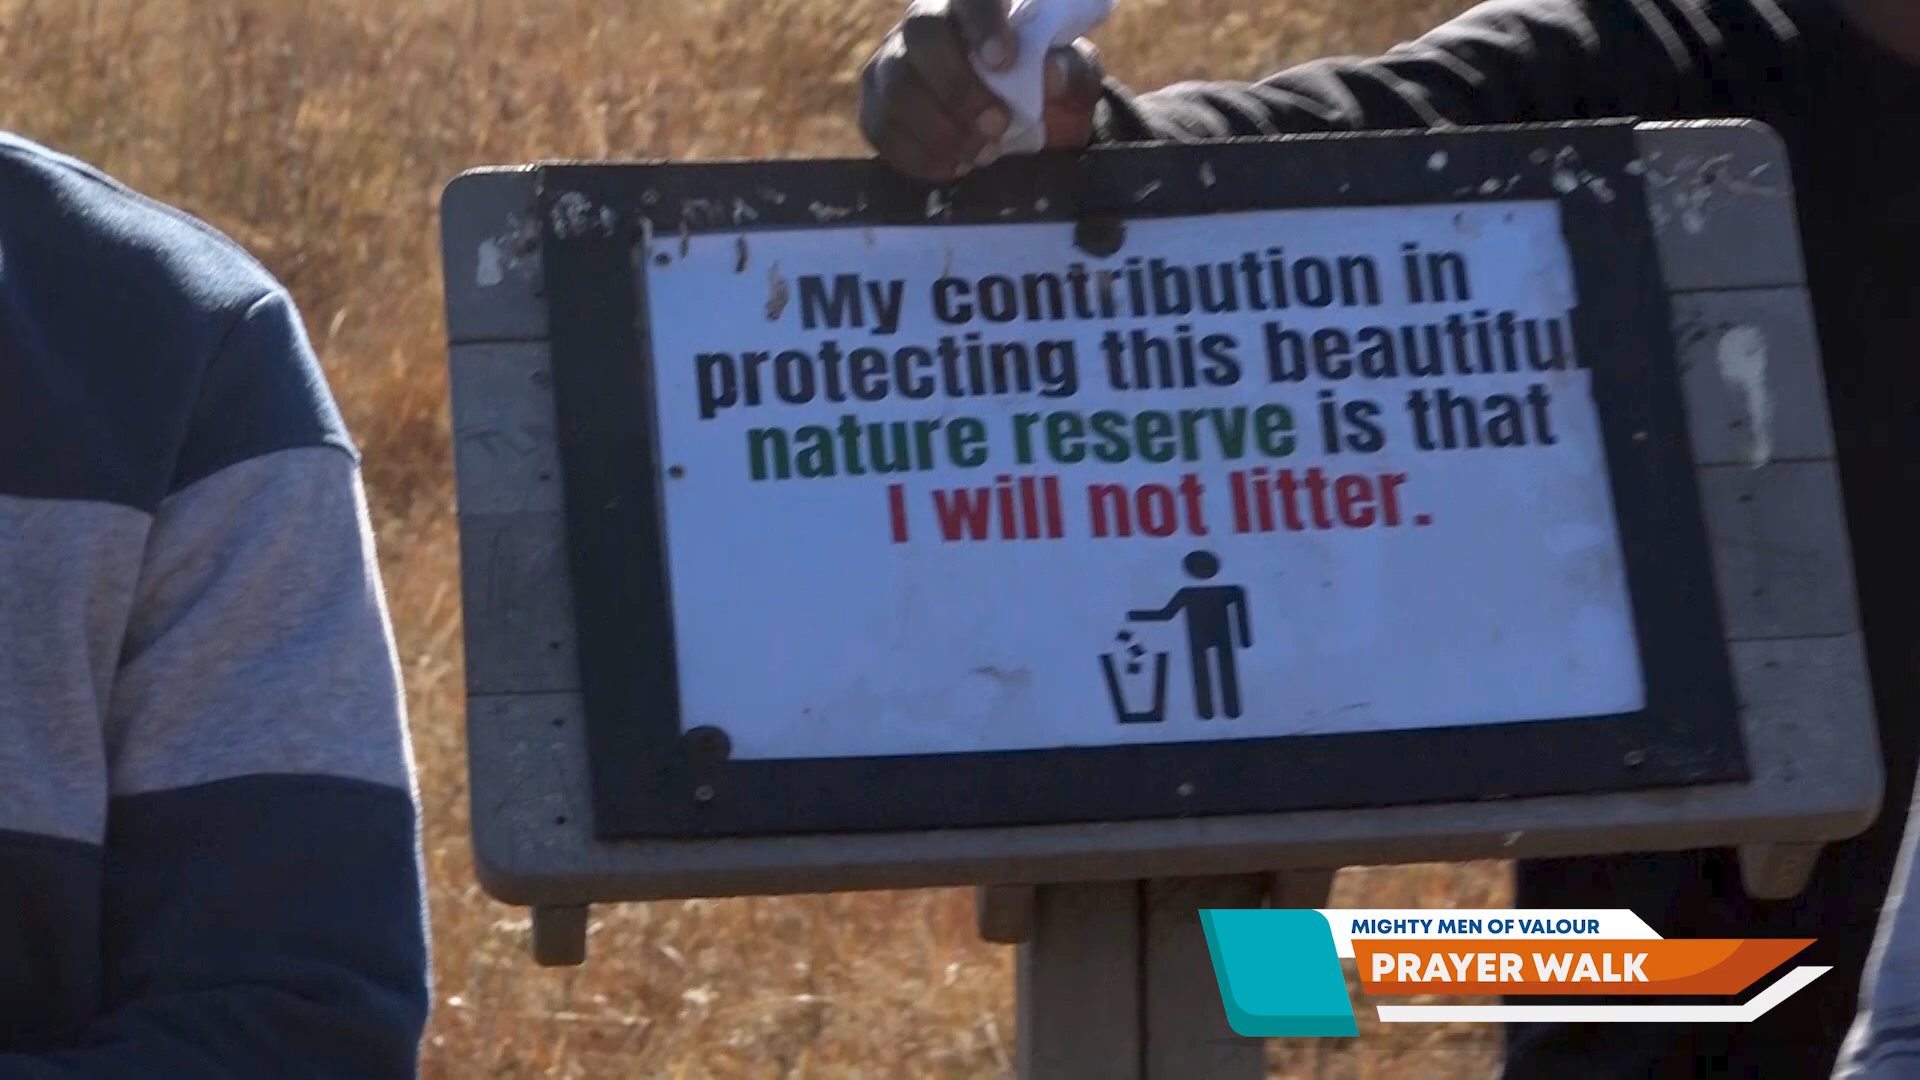 My contribution in
protecting this beautiful
nature reserve is that
I will not litter.
MIGHTY MEN OF VALOUR
PRAYER WALK